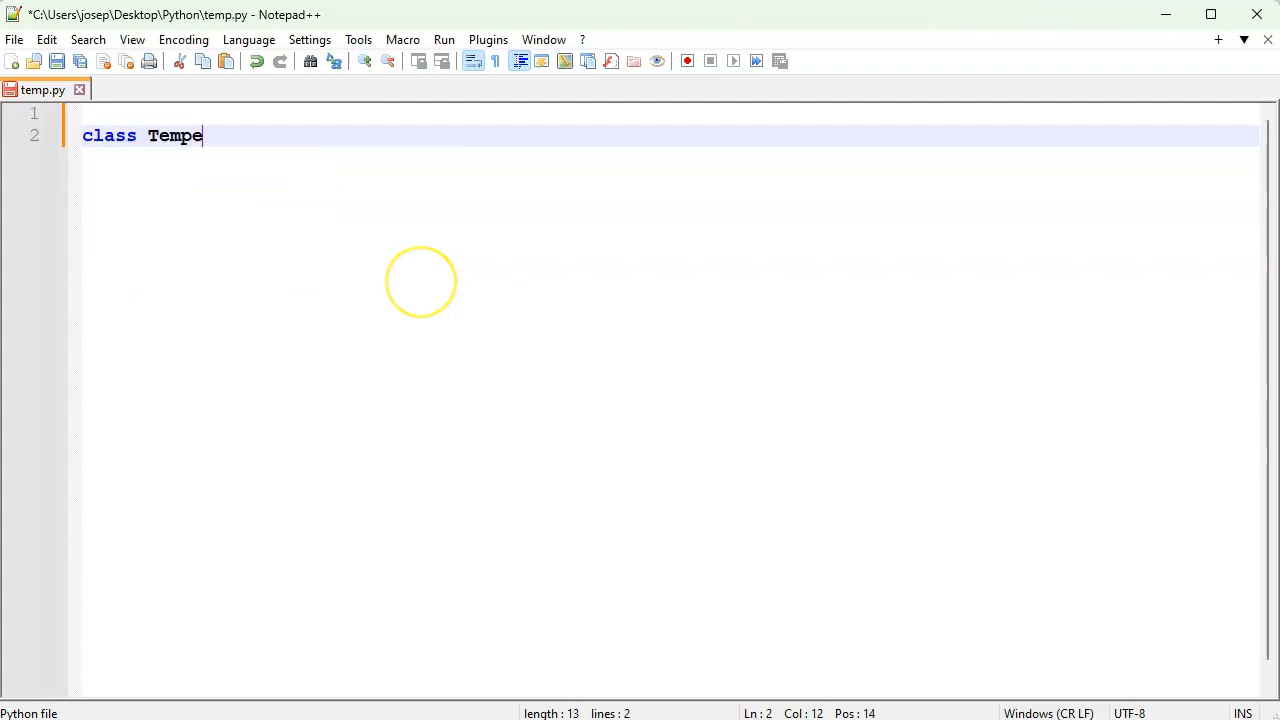 *C:\Users\josep\Desktop\Python\temp.py - Notepad++
File Edit Search View Encoding Language Settings Tools Macro Run Plugins Window ?
temp.py
1
2 class Tempe
Python file length : 13 lines : 2 Ln : 2 Col : 12 Pos : 14 Windows (CR LF) UTF-8 INS